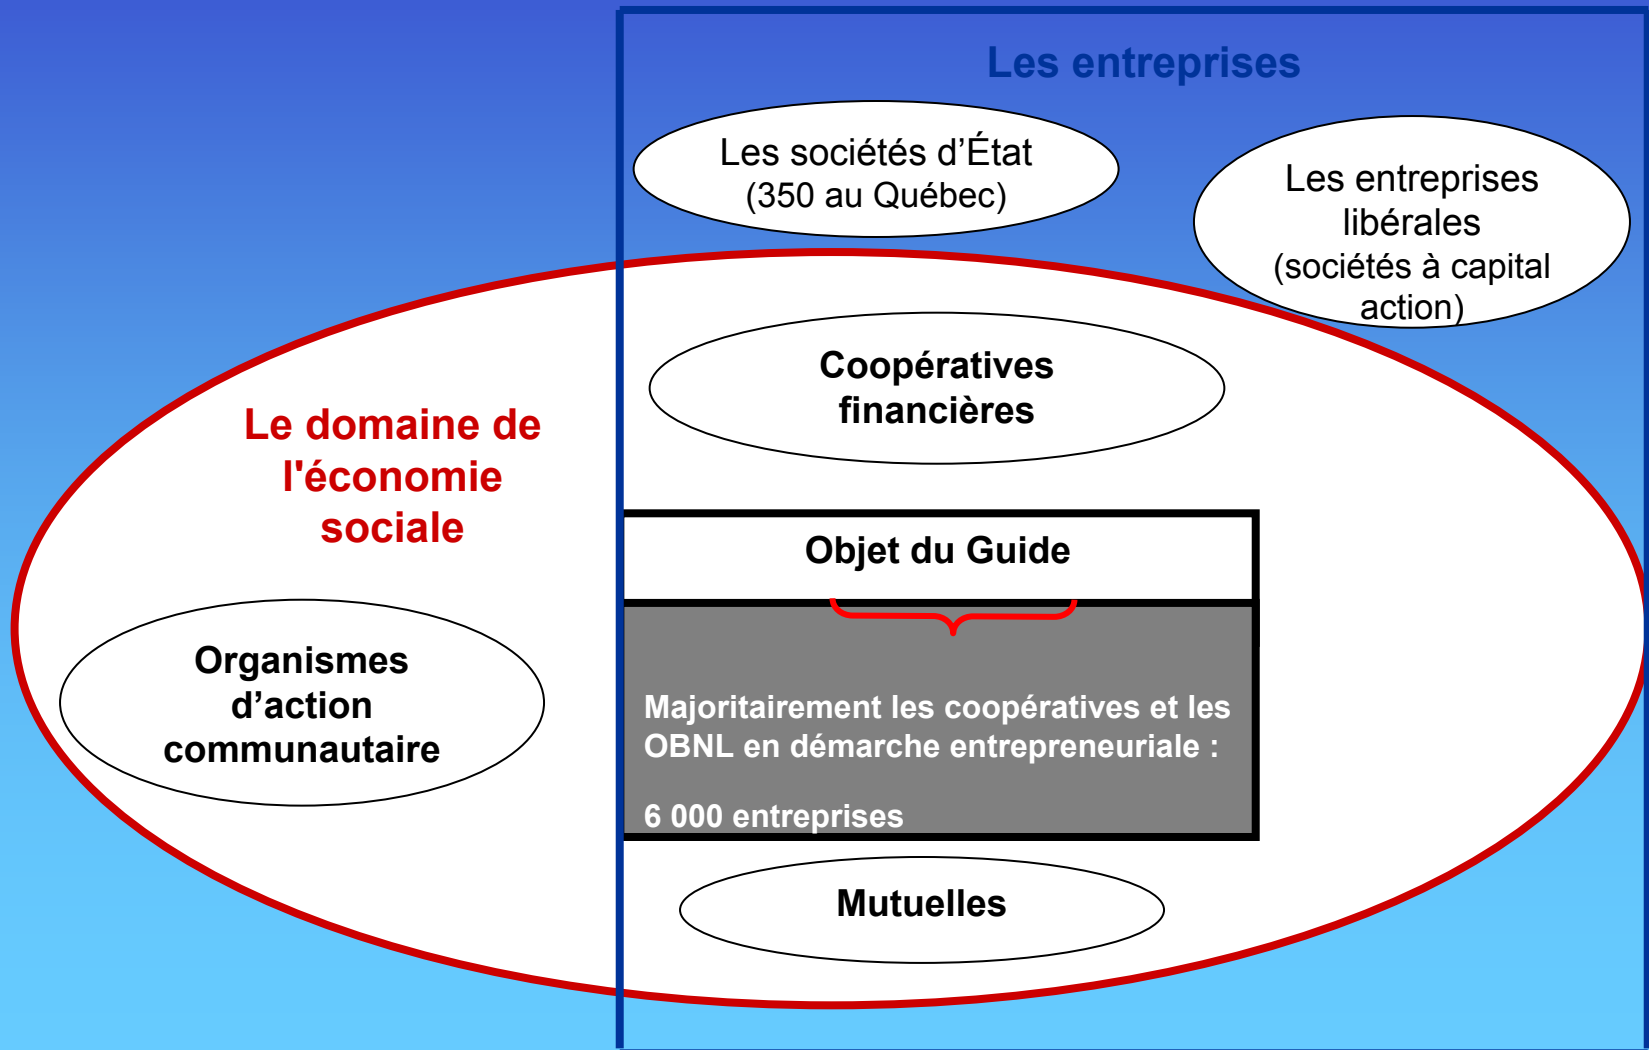 Les entreprises
Les sociétés d’État
(350 au Québec)
Les entreprises
libérales
(sociétés à capital
action)
Coopératives
financières
Le domaine de
l'économie
sociale
Objet du Guide
Organismes
d’action
communautaire
Majoritairement les coopératives et les
OBNL en démarche entrepreneuriale :
6 000 entreprises
Mutuelles